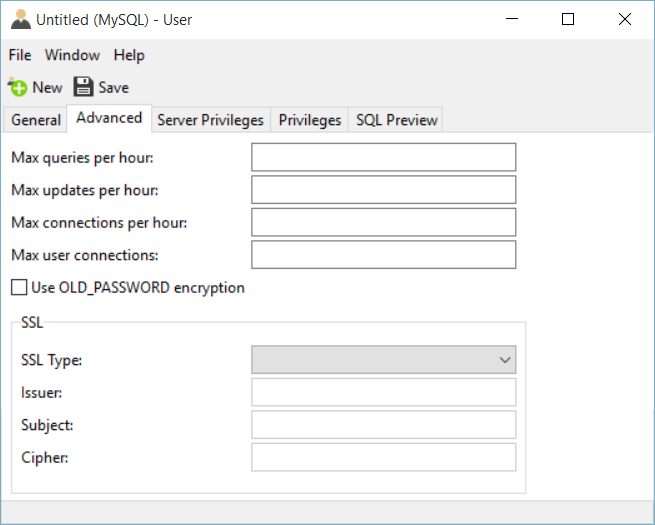 Untitled (MySQL) - User
File Window Help
New Save
General Advanced Server Privileges Privileges SQL Preview
Max queries per hour:
Max updates per hour:
Max connections per hour:
Max user connections:
Use OLD_PASSWORD encryption
SSL
SSL Type:
Issuer:
Subject:
Cipher: